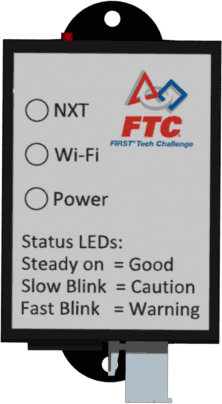 NXT
FTC
FIRST® Tech Challenge
Wi-Fi
Power
Status LEDs:
Steady on = Good
Slow Blink = Caution
Fast Blink = Warning